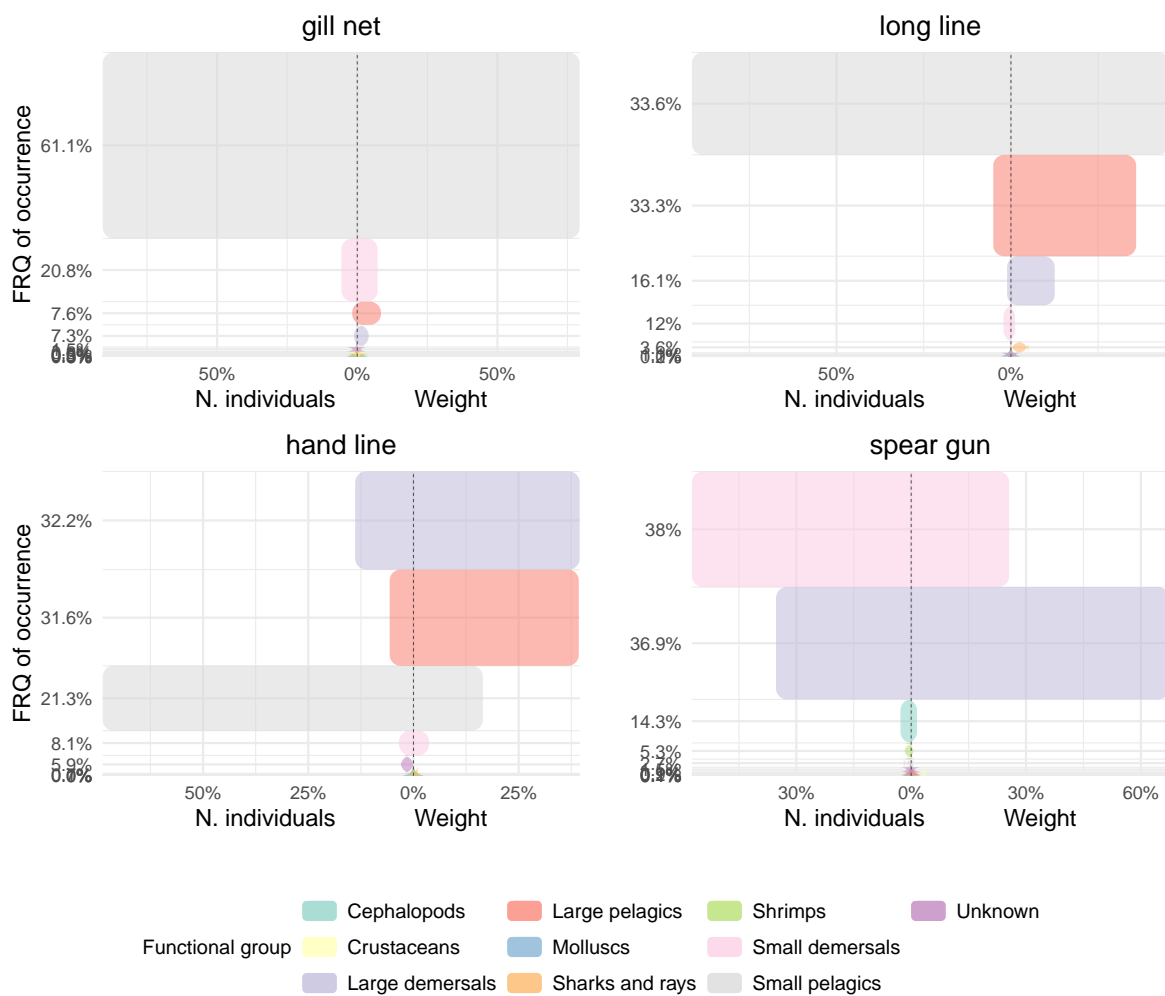 gill net
long line
FRQ of occurrence
61.1%
20.8%
7.6%
7.3%
50%
0%
50%
N. individuals
Weight
33.6%
33.3%
16.1%
12%
3.6%
50%
0%
N. individuals
Weight
hand line
spear gun
FRQ of occurrence
32.2%
31.6%
21.3%
8.1%
5.9%
50%
25%
0%
25%
N. individuals
Weight
38%
36.9%
14.3%
5.3%
30%
0%
30%
60%
N. individuals
Weight
Functional group
Cephalopods
Large pelagics
Shrimps
Unknown
Crustaceans
Molluscs
Small demersals
Large demersals
Sharks and rays
Small pelagics